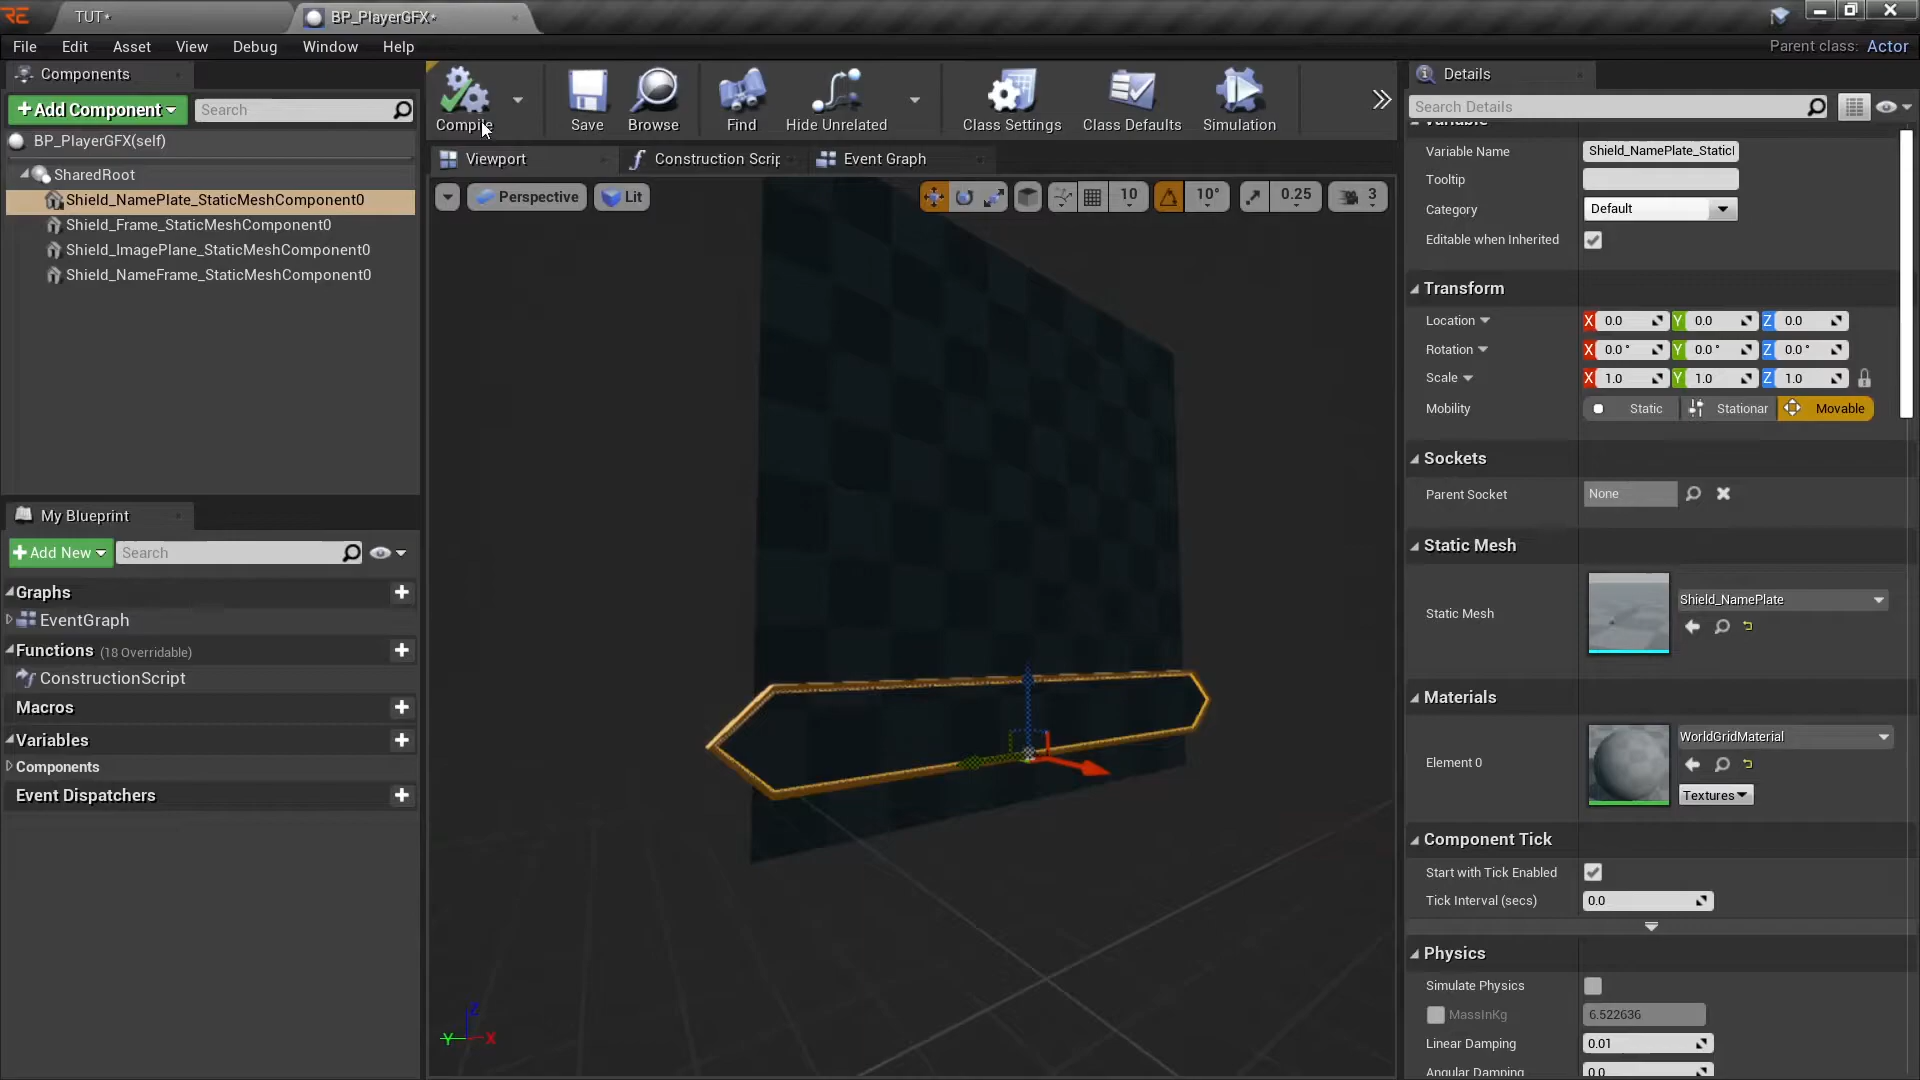 TUT*
BP_PlayerGFX*
File Edit Asset View Debug Window Help
Parent class: Actor
Components
Add Component
Search
BP_PlayerGFX(self)
SharedRoot
Shield_NamePlate_StaticMeshComponent0
Shield_Frame_StaticMeshComponent0
Shield_ImagePlane_StaticMeshComponent0
Shield_NameFrame_StaticMeshComponent0
My Blueprint
Add New
Search
Graphs
EventGraph
Functions (18 Overridable)
ConstructionScript
Macros
Variables
Components
Event Dispatchers
Compile
Save
Browse
Find
Hide Unrelated
Class Settings
Class Defaults
Simulation
Viewport
Construction Scrip
Event Graph
Perspective
Lit
10
10°
0.25
3
Z
Y
X
Details
Search Details
Variable
Variable Name Shield_NamePlate_StaticI
Tooltip
Category Default
Editable when Inherited
Transform
Location X 0.0 Y 0.0 Z 0.0
Rotation X 0.0 ° Y 0.0 ° Z 0.0 °
Scale X 1.0 Y 1.0 Z 1.0
Mobility Static Stationar Movable
Sockets
Parent Socket None
Static Mesh
Static Mesh Shield_NamePlate
Materials
Element 0 WorldGridMaterial
Textures
Component Tick
Start with Tick Enabled
Tick Interval (secs) 0.0
Physics
Simulate Physics
MassInKg 6.522636
Linear Damping 0.01
Angular Damping 0.0